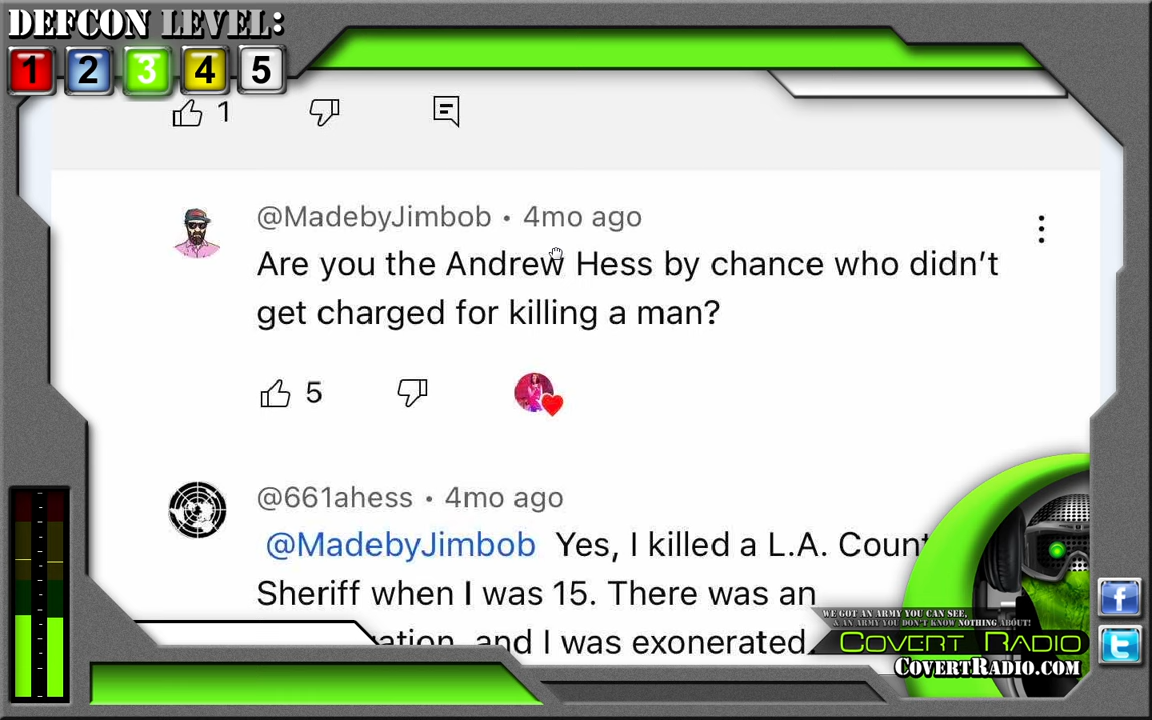 DEFCON LEVEL:
1 2 3 4 5
1
@MadebyJimbob • 4mo ago
Are you the Andrew Hess by chance who didn't
get charged for killing a man?
5
@661ahess • 4mo ago
@MadebyJimbob Yes, I killed a L.A. Count
Sheriff when I was 15. There was an
and I was exonerated.
WE GOT AN ARMY YOU CAN SEE,
& AN ARMY YOU DON'T KNOW NOTHING ABOUT!
COVERT RADIO
COVERTRADIO.COM